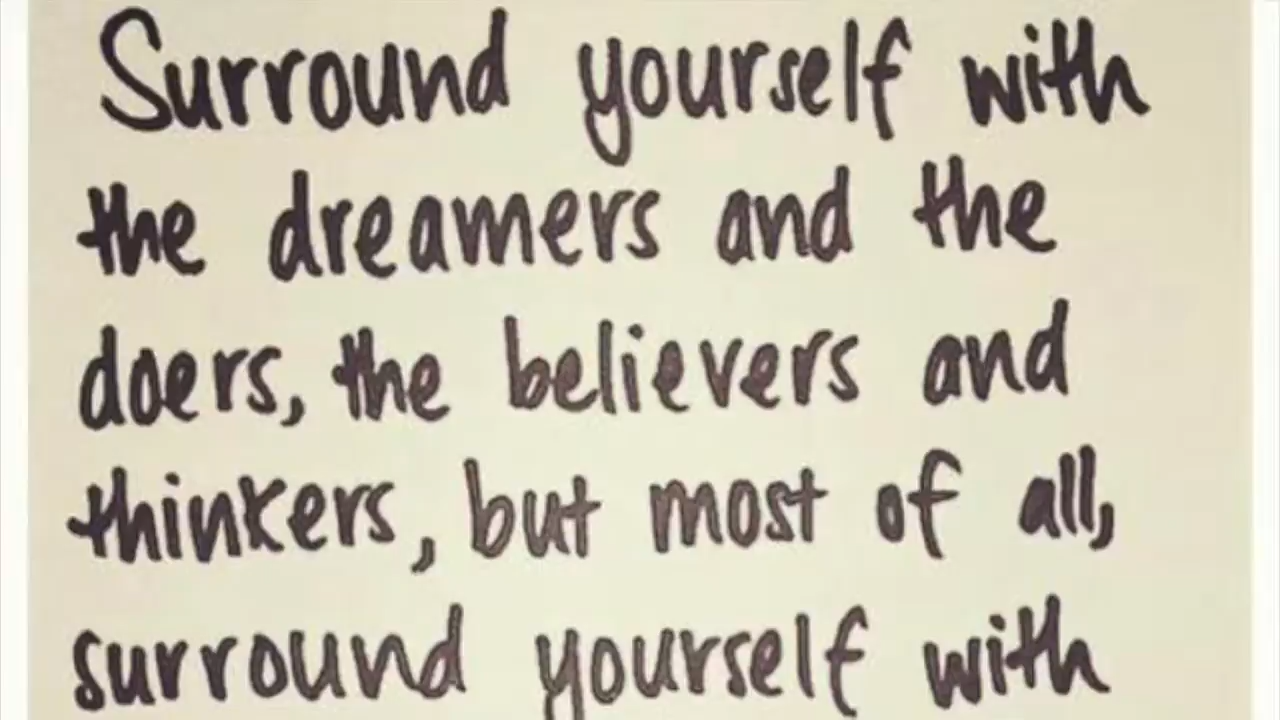 Surround yourself with
the dreamers and the
doers, the believers and
thinkers, but most of all,
surround yourself with